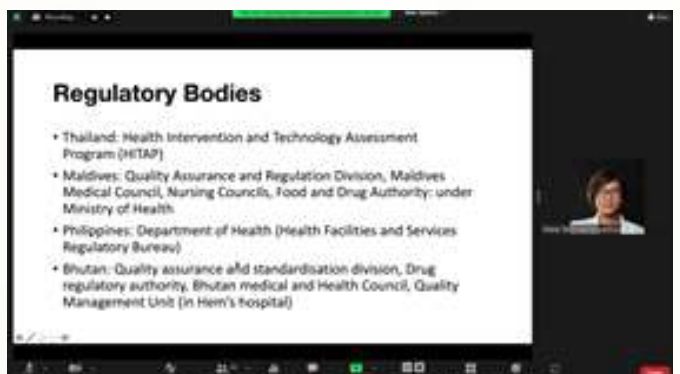 Regulatory Bodies
• Thailand: Health Intervention and Technology Assessment
Program (HITAP)
• Maldives: Quality Assurance and Regulation Division, Maldives
Medical Council, Nursing Councils, Food and Drug Authority: under
Ministry of Health
• Philippines: Department of Health (Health Facilities and Services
Regulatory Bureau)
• Bhutan: Quality assurance and standardisation division, Drug
regulatory authority, Bhutan medical and Health Council, Quality
Management Unit (in Hem's hospital)